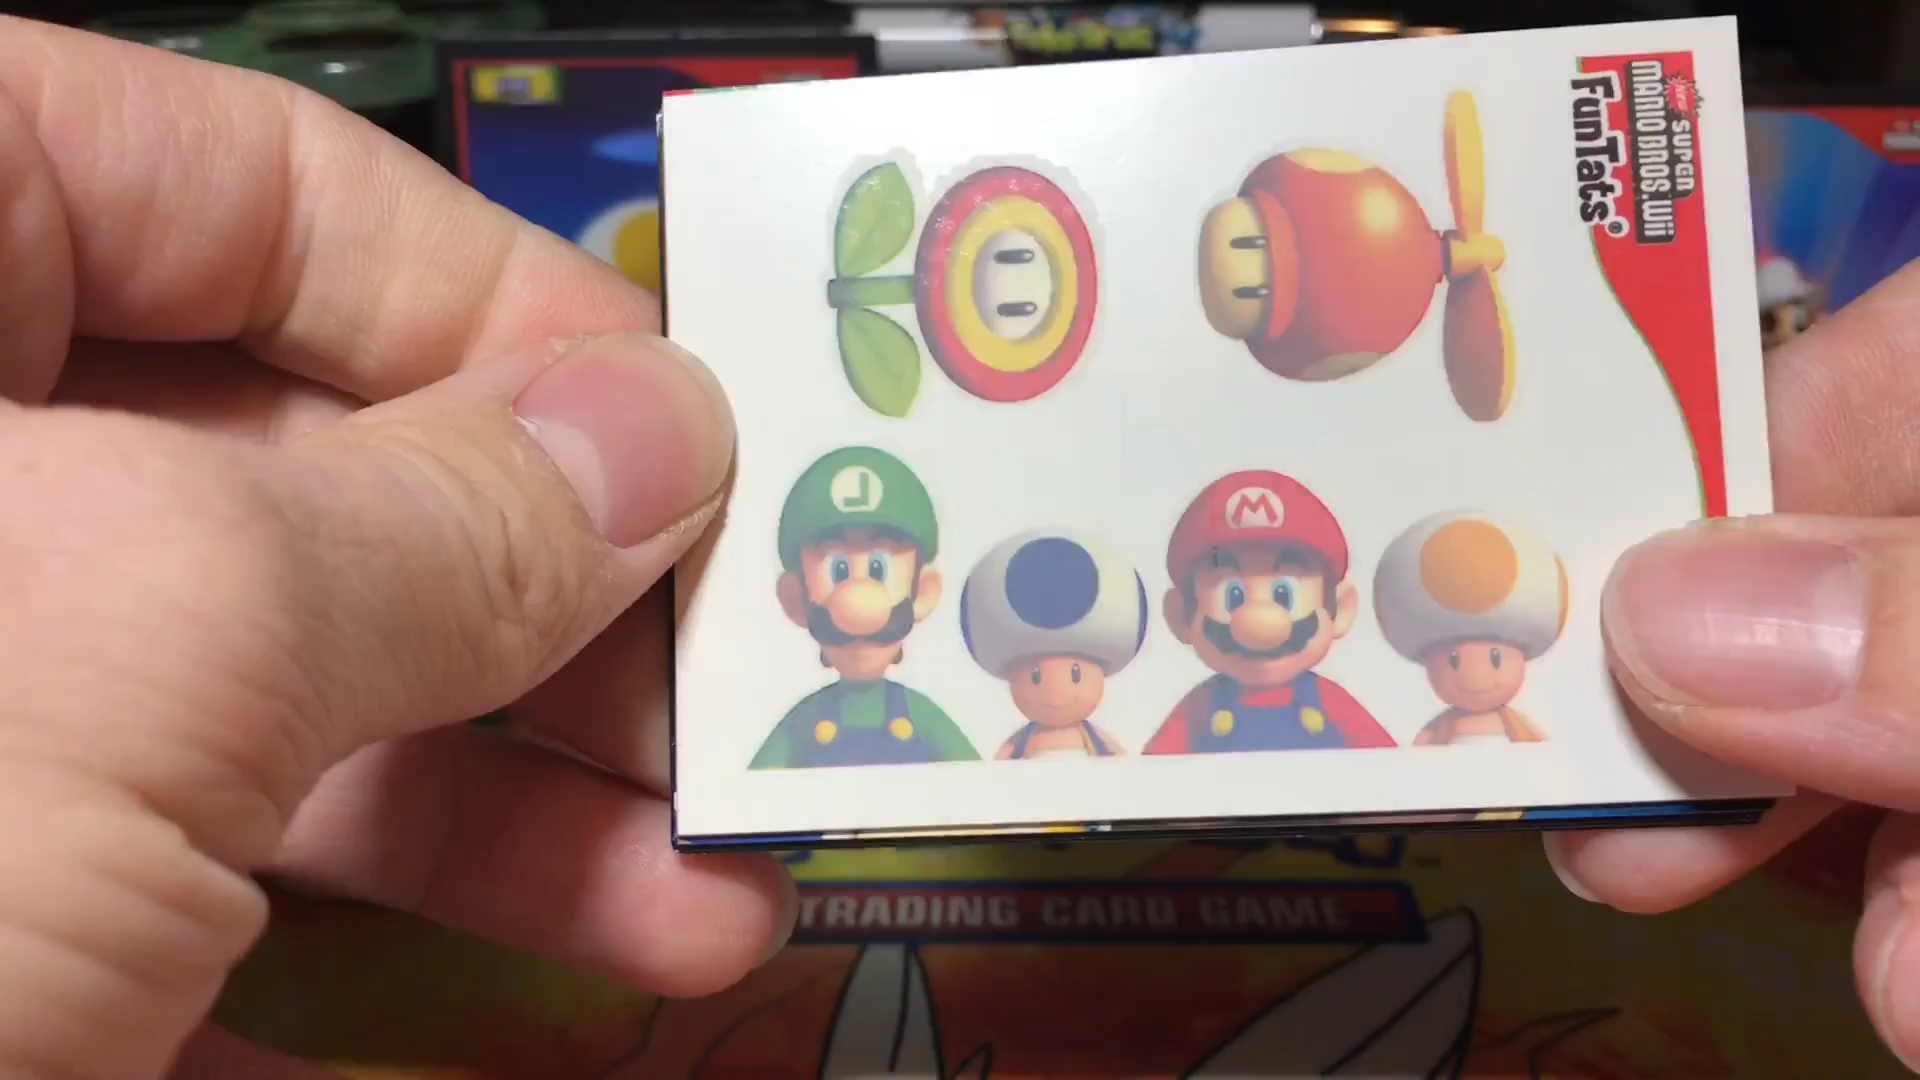 New SUPER
MARIO BROS. Wii
FunTats®
L
M
TRADING CARD GAME